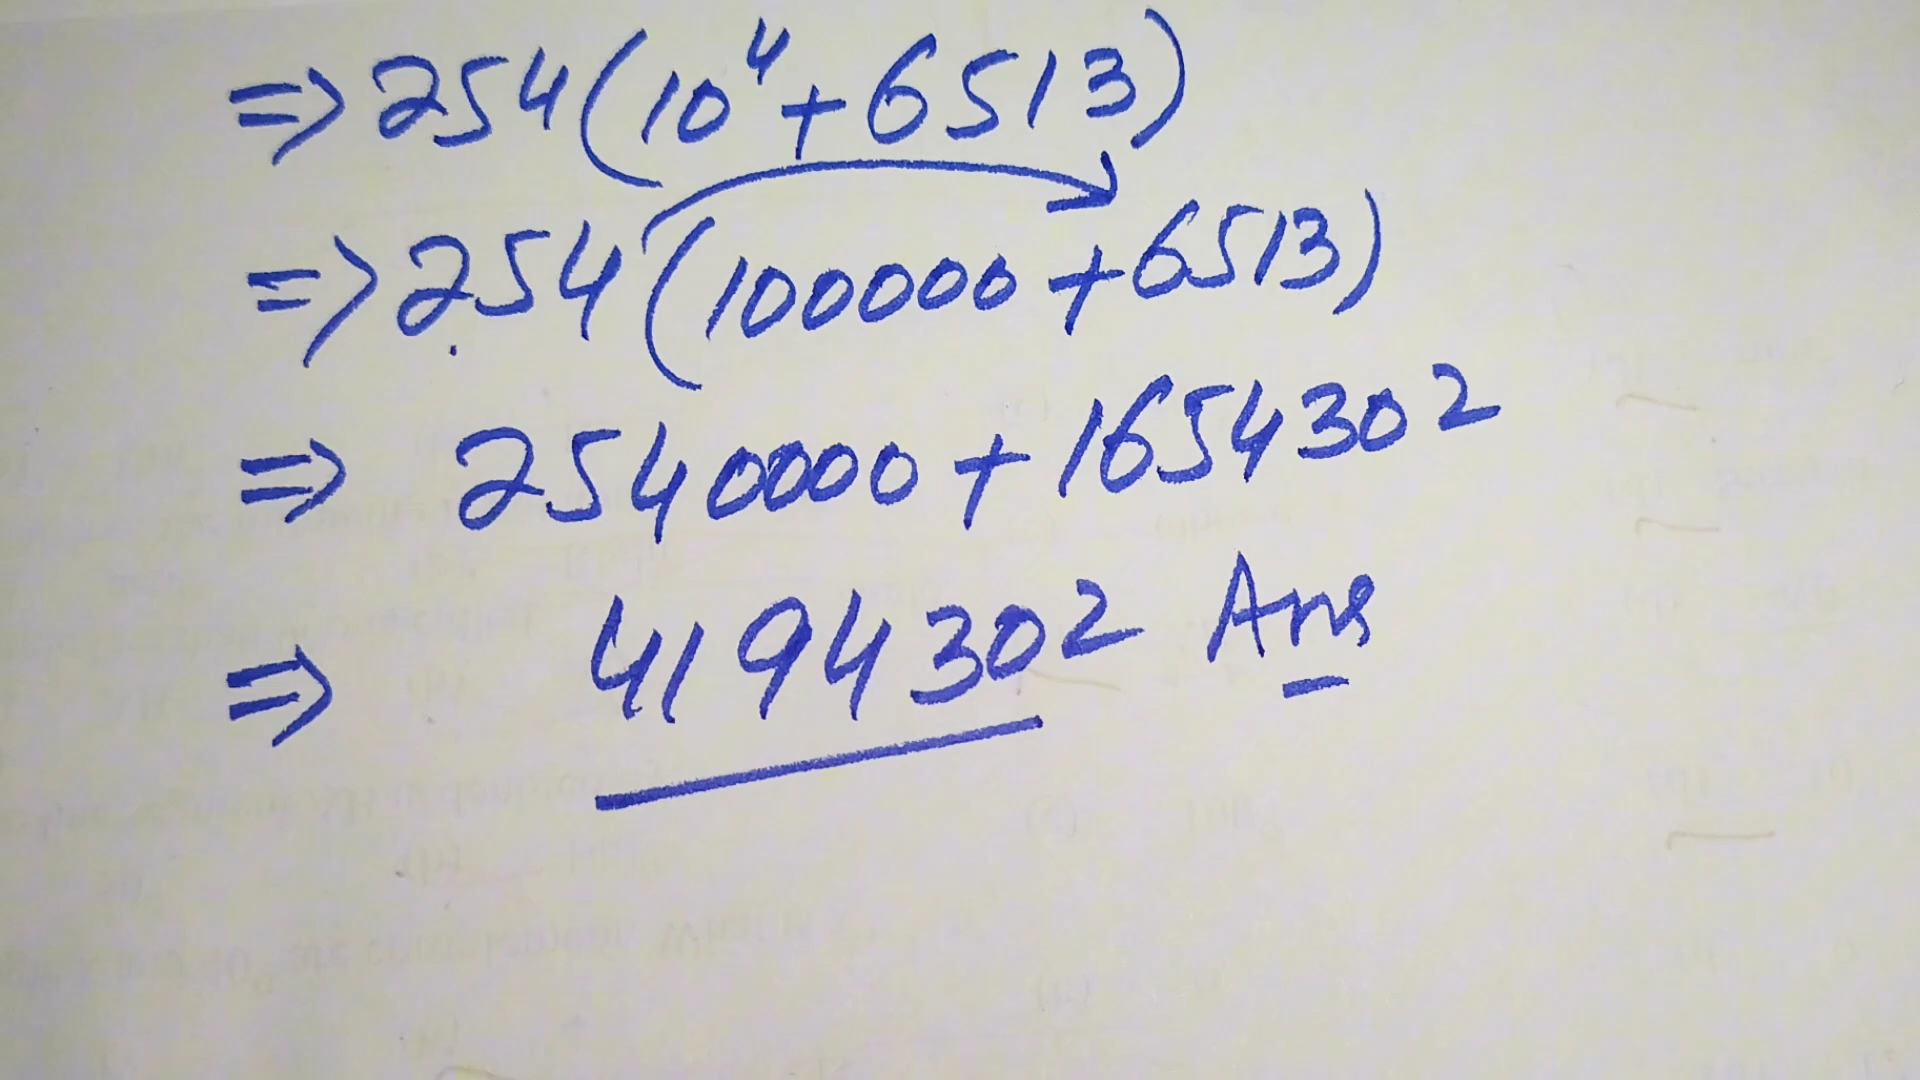 => 254(10⁴+6513)
=> 254(100000+6513)
=> 2540000+1654302
=> 4194302 Ans